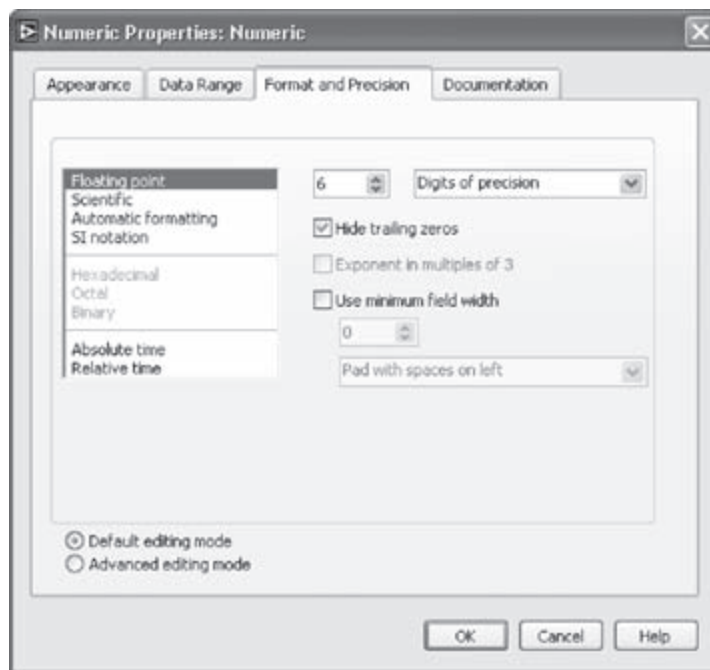 Numeric Properties: Numeric
Appearance Data Range Format and Precision Documentation
Floating point
Scientific
Automatic formatting
SI notation
Hexadecimal
Octal
Binary
Absolute time
Relative time
6 Digits of precision
Hide trailing zeros
Exponent in multiples of 3
Use minimum field width
0
Pad with spaces on left
Default editing mode
Advanced editing mode
OK Cancel Help